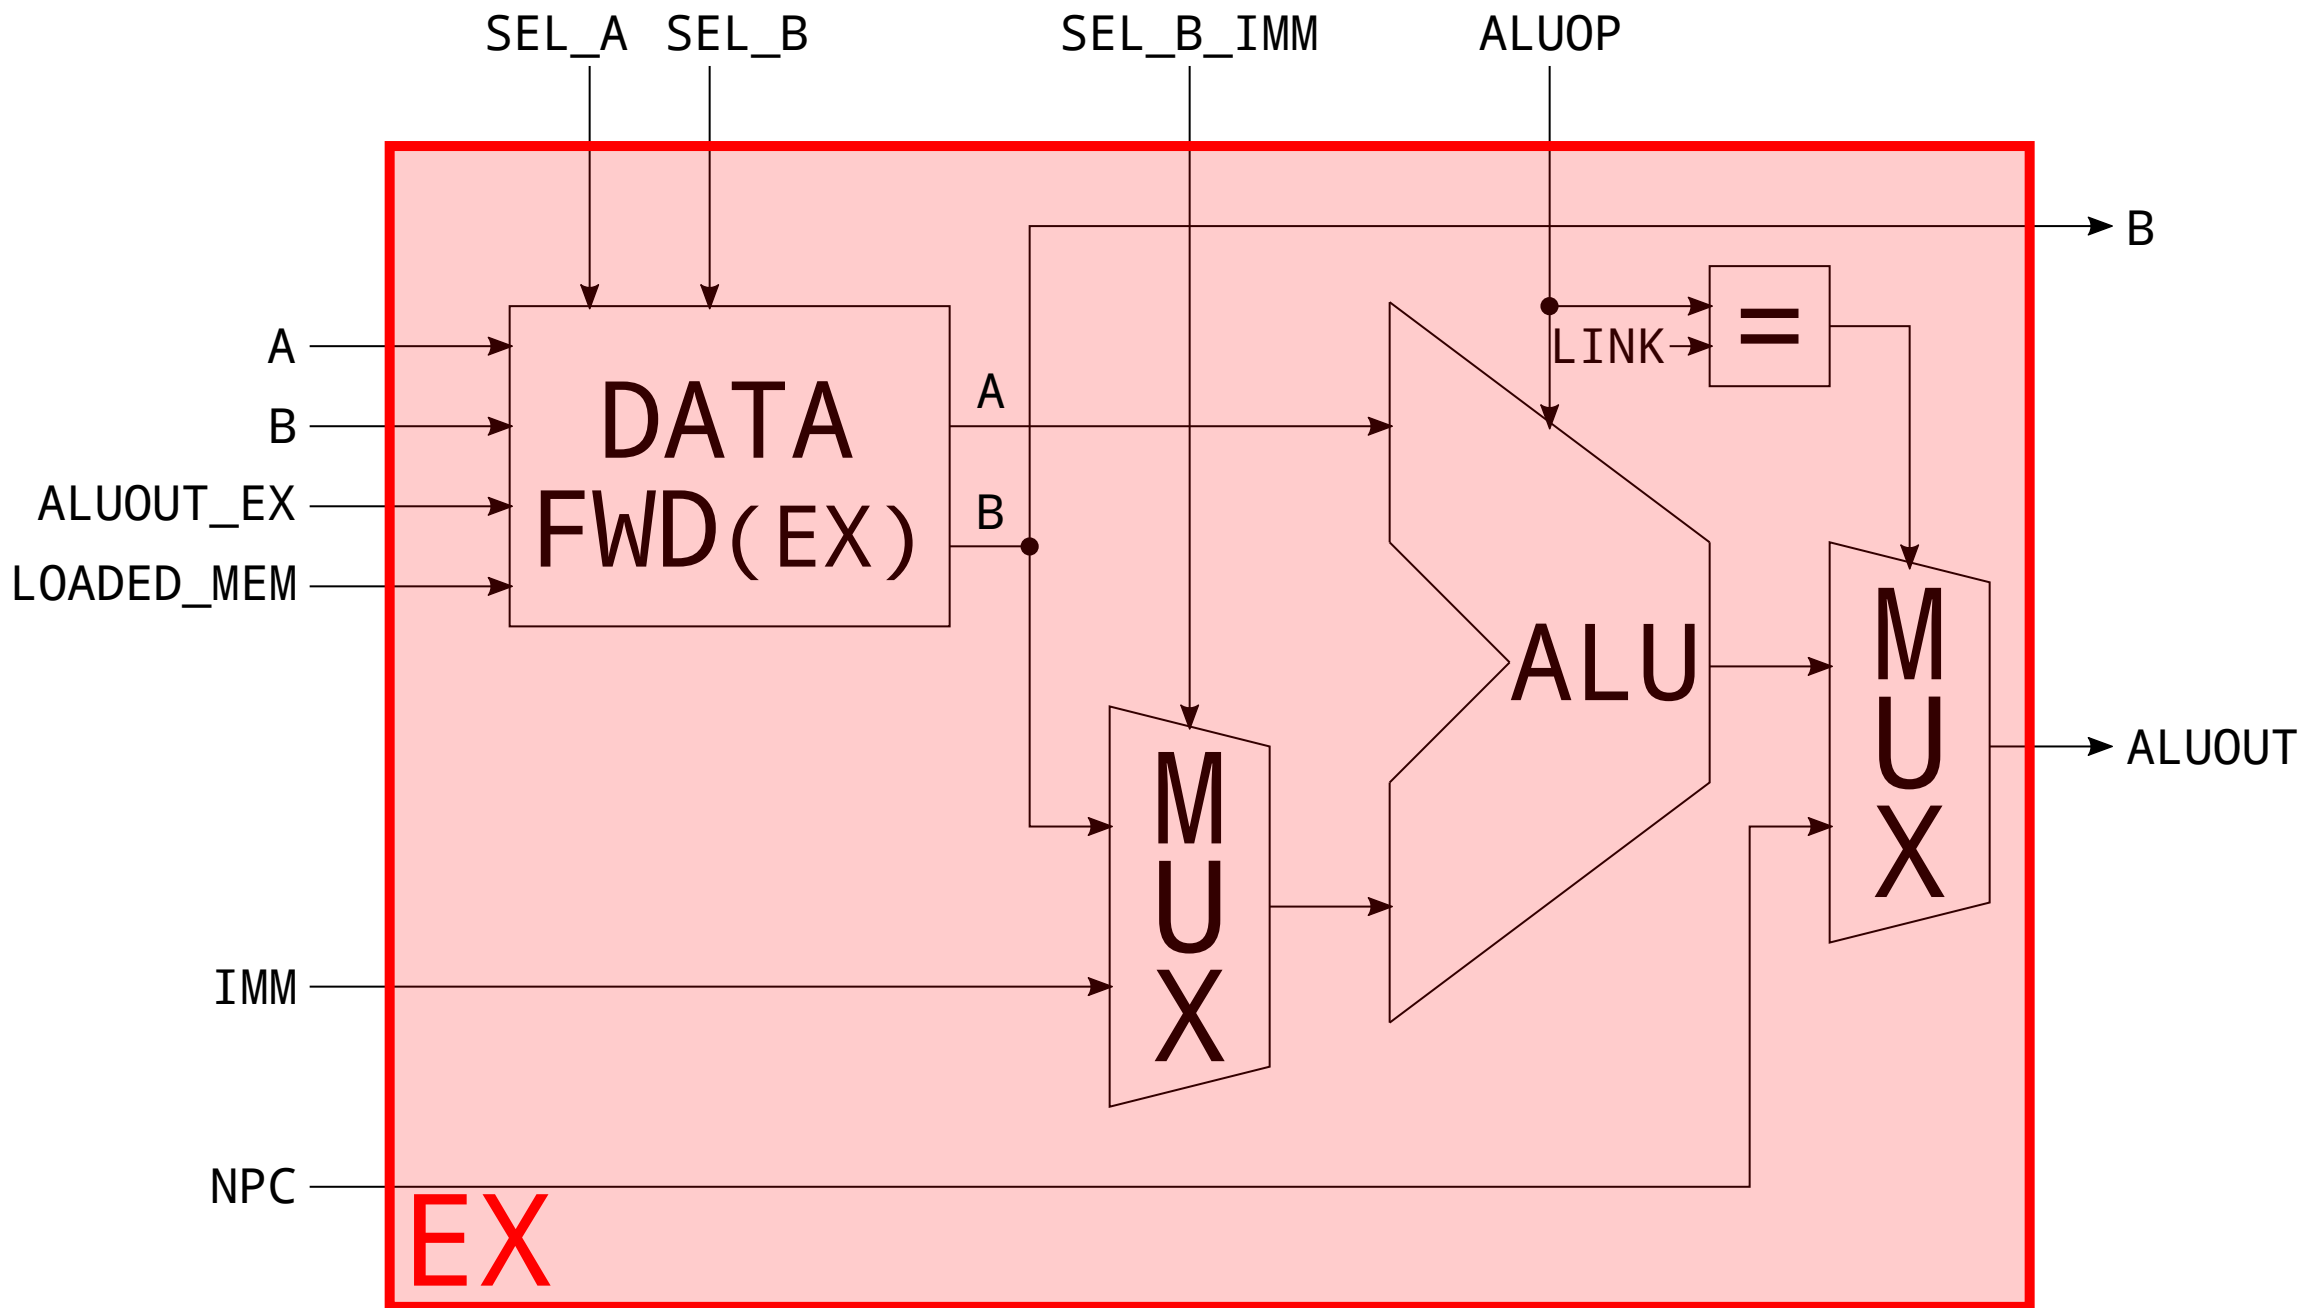 SEL_A SEL_B SEL_B_IMM ALUOP
B
=
LINK
A
B
ALUOUT_EX
LOADED_MEM
DATA
FWD(EX)
A
B
ALU
MUX
MUX
ALUOUT
IMM
NPC
EX